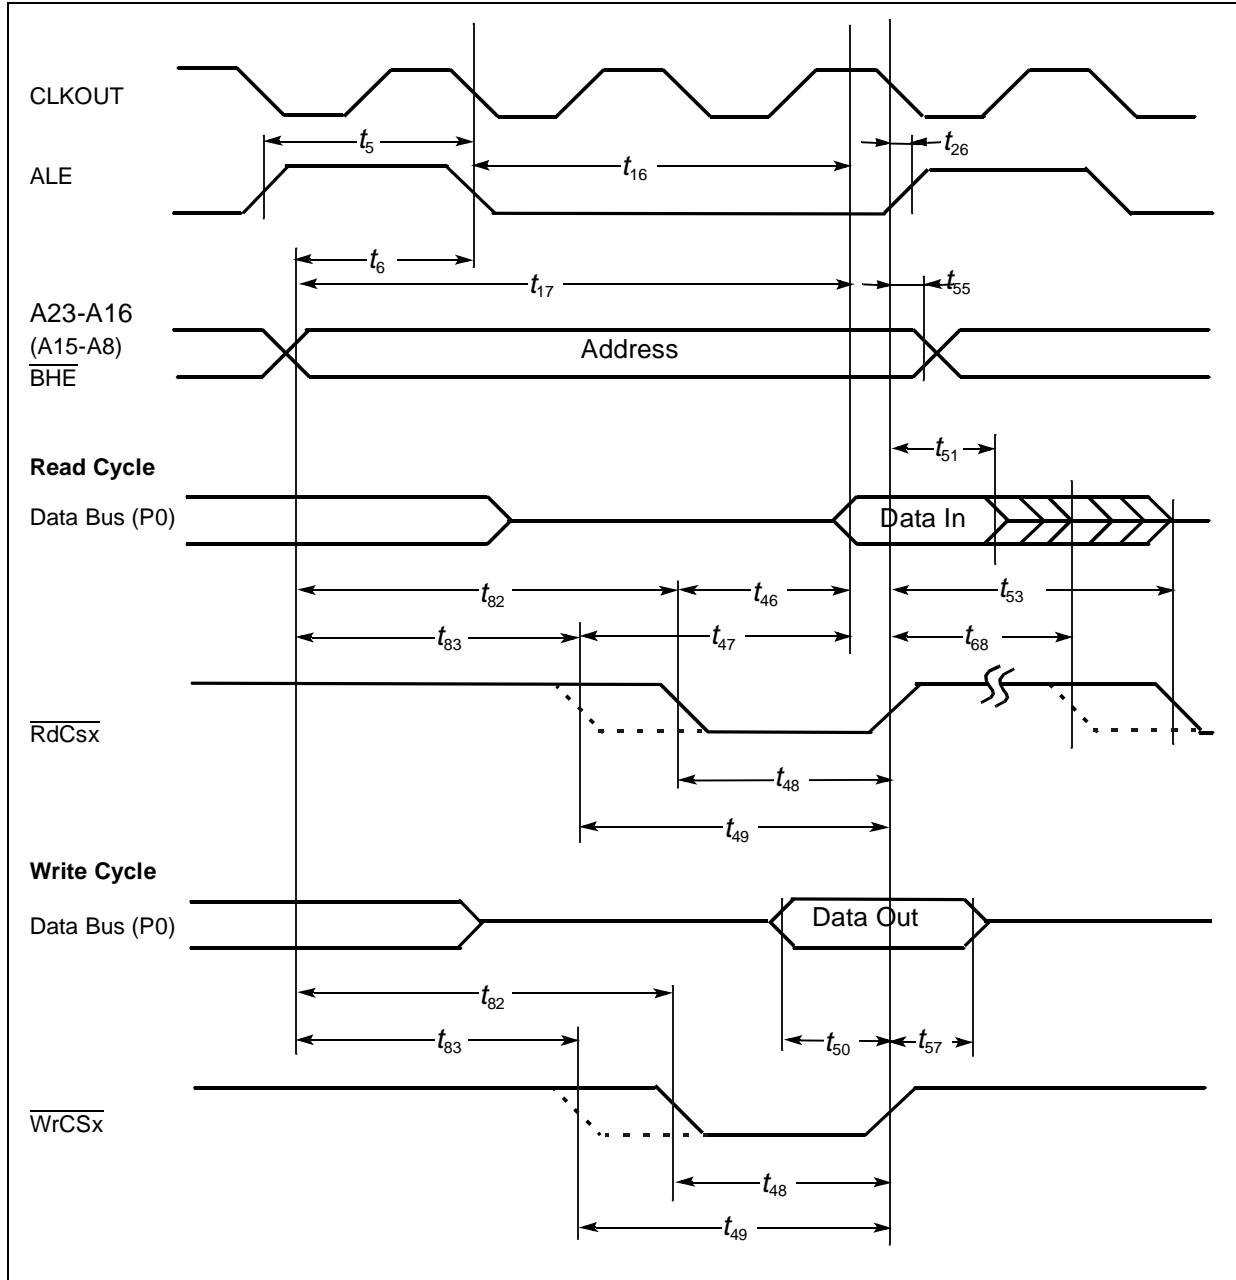 CLKOUT
t5
t26
ALE
t16
t6
t17
t55
A23-A16
(A15-A8)
BHE
Address
t51
Read Cycle
Data Bus (P0)
Data In
t82
t46
t53
t83
t47
t68
RdCsx
t48
t49
Write Cycle
Data Bus (P0)
Data Out
t82
t83
t50
t57
WrCSx
t48
t49